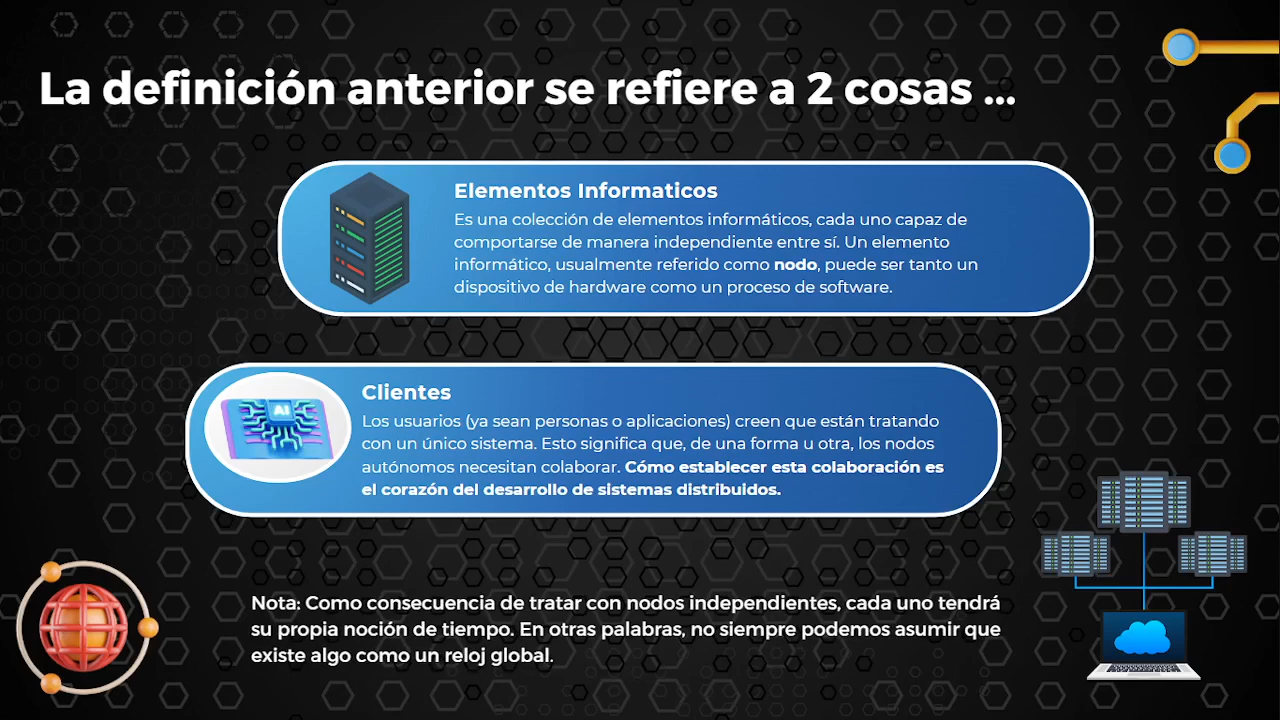 La definición anterior se refiere a 2 cosas ...
Elementos Informaticos
Es una colección de elementos informáticos, cada uno capaz de
comportarse de manera independiente entre sí. Un elemento
informático, usualmente referido como nodo, puede ser tanto un
dispositivo de hardware como un proceso de software.
AI
Clientes
Los usuarios (ya sean personas o aplicaciones) creen que están tratando
con un único sistema. Esto significa que, de una forma u otra, los nodos
autónomos necesitan colaborar. Cómo establecer esta colaboración es
el corazón del desarrollo de sistemas distribuidos.
Nota: Como consecuencia de tratar con nodos independientes, cada uno tendrá
su propia noción de tiempo. En otras palabras, no siempre podemos asumir que
existe algo como un reloj global.